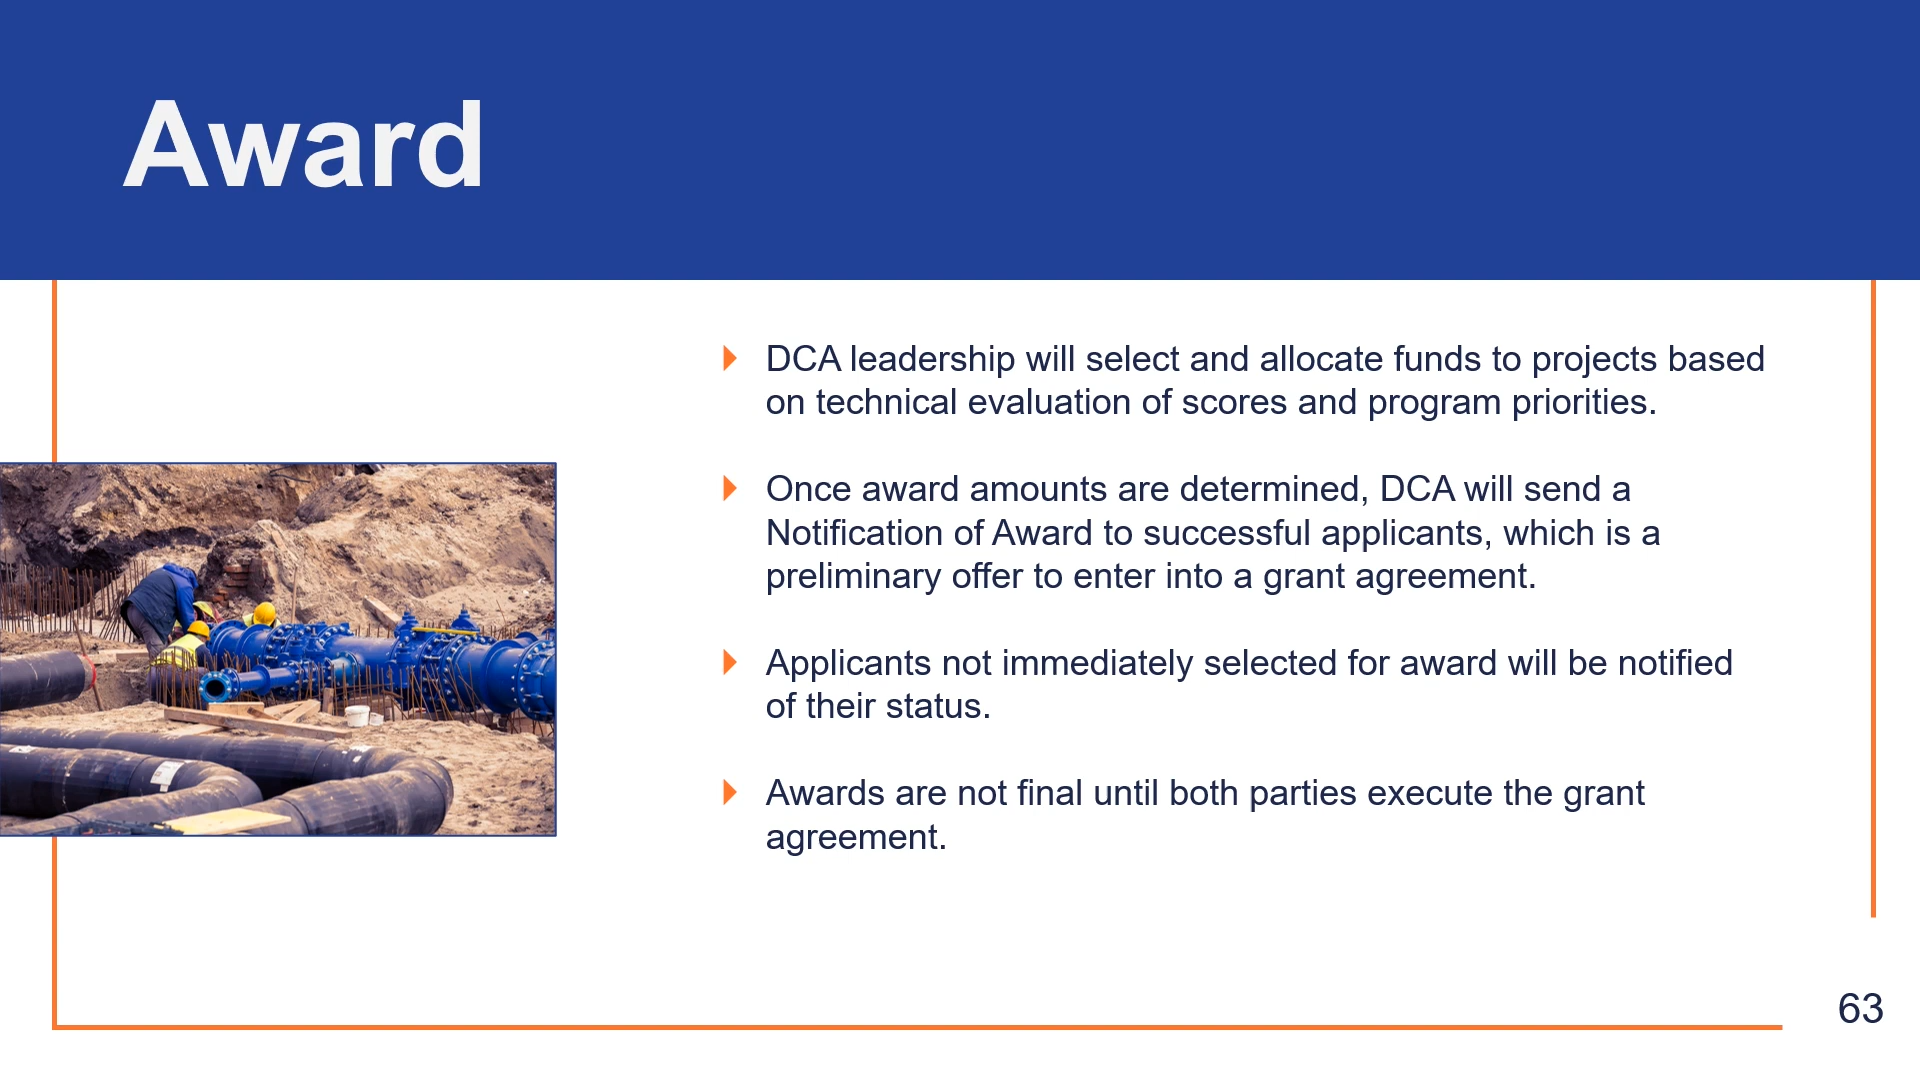 Award
DCA leadership will select and allocate funds to projects based
on technical evaluation of scores and program priorities.
Once award amounts are determined, DCA will send a
Notification of Award to successful applicants, which is a
preliminary offer to enter into a grant agreement.
Applicants not immediately selected for award will be notified
of their status.
Awards are not final until both parties execute the grant
agreement.
63